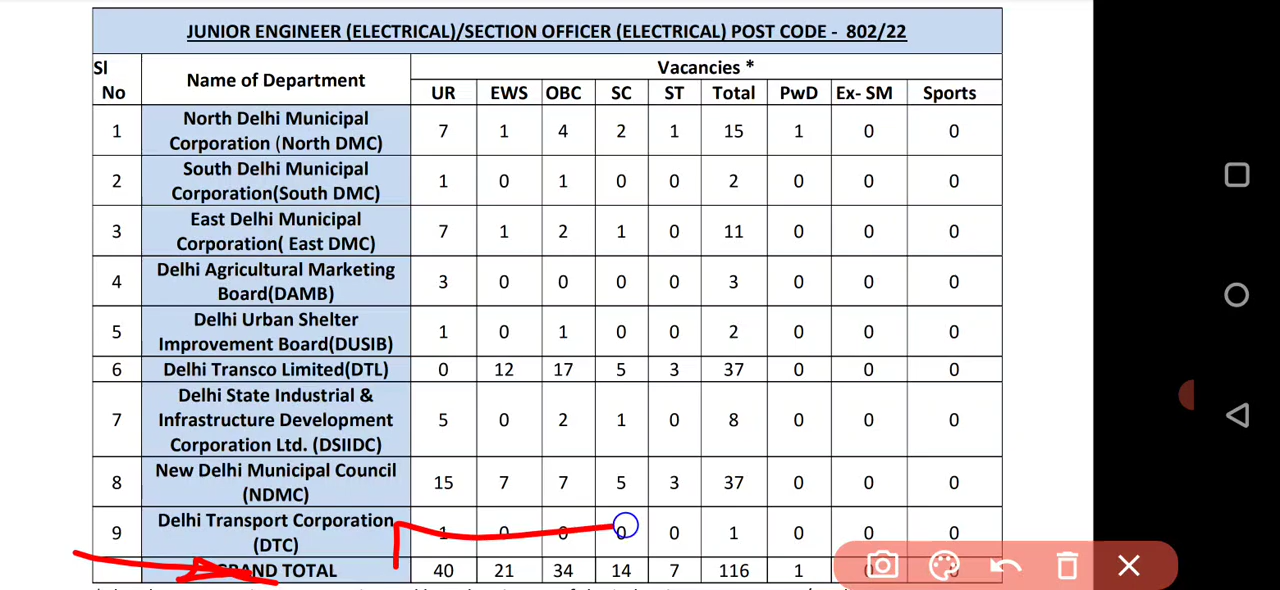 JUNIOR ENGINEER (ELECTRICAL)/SECTION OFFICER (ELECTRICAL) POST CODE - 802/22
Sl No Name of Department Vacancies *
UR EWS OBC SC ST Total PwD Ex- SM Sports
1 North Delhi Municipal Corporation (North DMC) 7 1 4 2 1 15 1 0 0
2 South Delhi Municipal Corporation(South DMC) 1 0 1 0 0 2 0 0 0
3 East Delhi Municipal Corporation( East DMC) 7 1 2 1 0 11 0 0 0
4 Delhi Agricultural Marketing Board(DAMB) 3 0 0 0 0 3 0 0 0
5 Delhi Urban Shelter Improvement Board(DUSIB) 1 0 1 0 0 2 0 0 0
6 Delhi Transco Limited(DTL) 0 12 17 5 3 37 0 0 0
7 Delhi State Industrial & Infrastructure Development Corporation Ltd. (DSIIDC) 5 0 2 1 0 8 0 0 0
8 New Delhi Municipal Council (NDMC) 15 7 7 5 3 37 0 0 0
9 Delhi Transport Corporation (DTC) 1 0 0 0 0 1 0 0 0
GRAND TOTAL 40 21 34 14 7 116 1 0 0